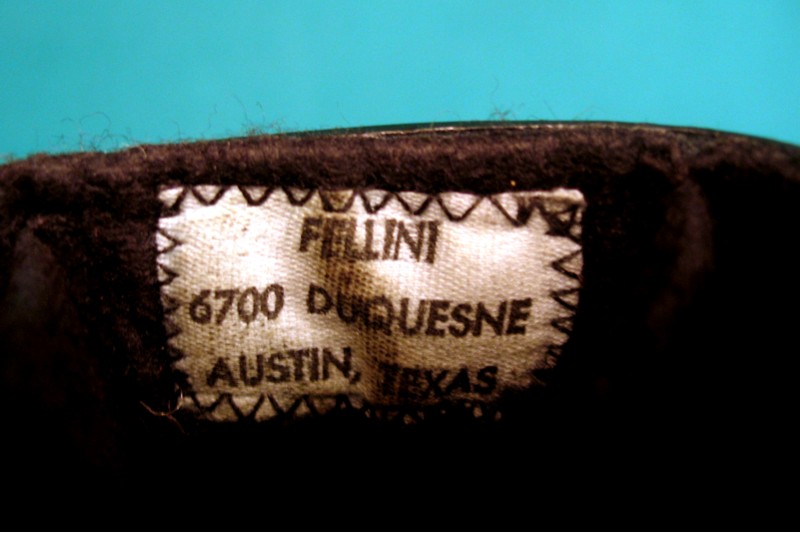 FELLINI
6700 DUQUESNE
AUSTIN, TEXAS